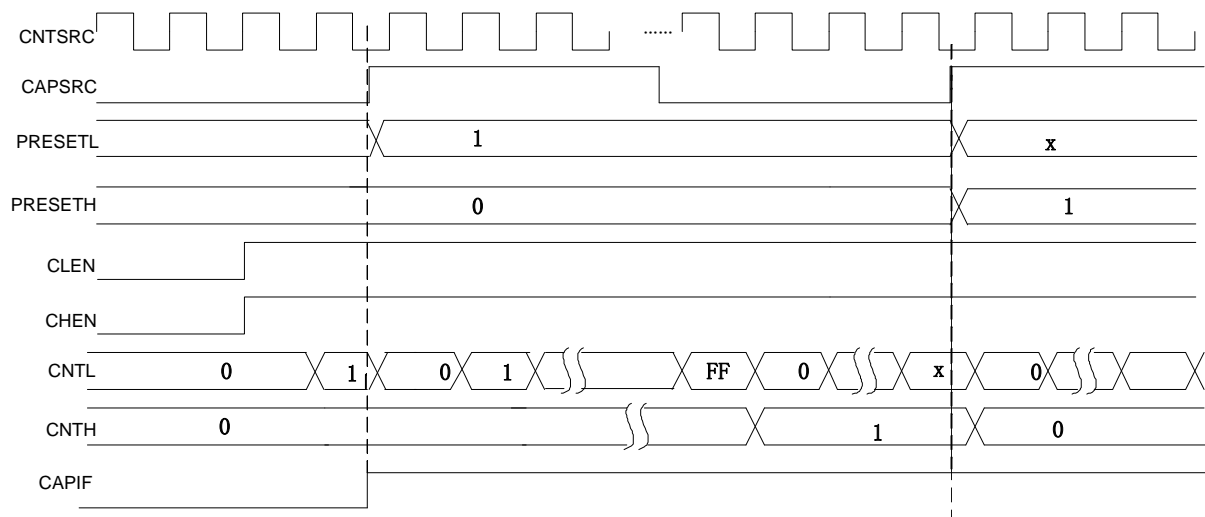 CNTSRC ......
CAPSRC
PRESETL 1 x
PRESETH 0 1
CLEN
CHEN
CNTL 0 1 0 1 FF 0 x 0
CNTH 0 1 0
CAPIF